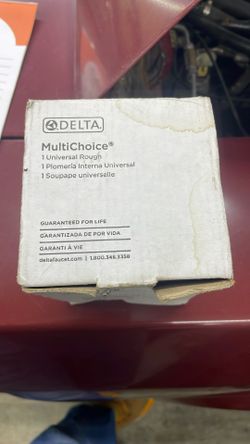 DELTA
MultiChoice®
1 Universal Rough
1 Plomería Interna Universal
1 Soupape universelle
GUARANTEED FOR LIFE
GARANTIZADA DE POR VIDA
GARANTI À VIE
deltafaucet.com | 1.800.345.3358